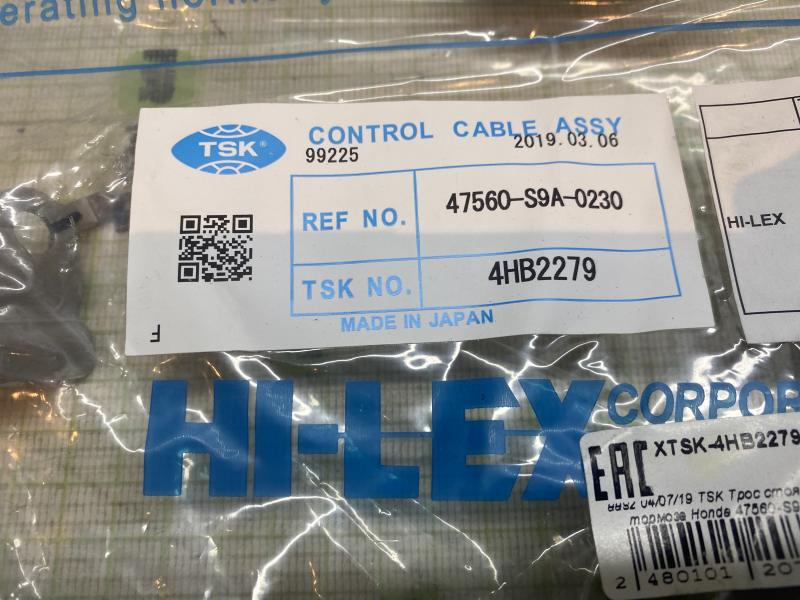 erating normally
TSK®
CONTROL CABLE ASSY
99225
2019.03.06
REF NO.
47560-S9A-0230
TSK NO.
4HB2279
MADE IN JAPAN
F
HI-LEX
HI-LEX
CORPOR
EAC
XTSK-4HB2279
04/07/19 TSK Трос стоя
тормоза Honda 47560-S9
2 480101 207